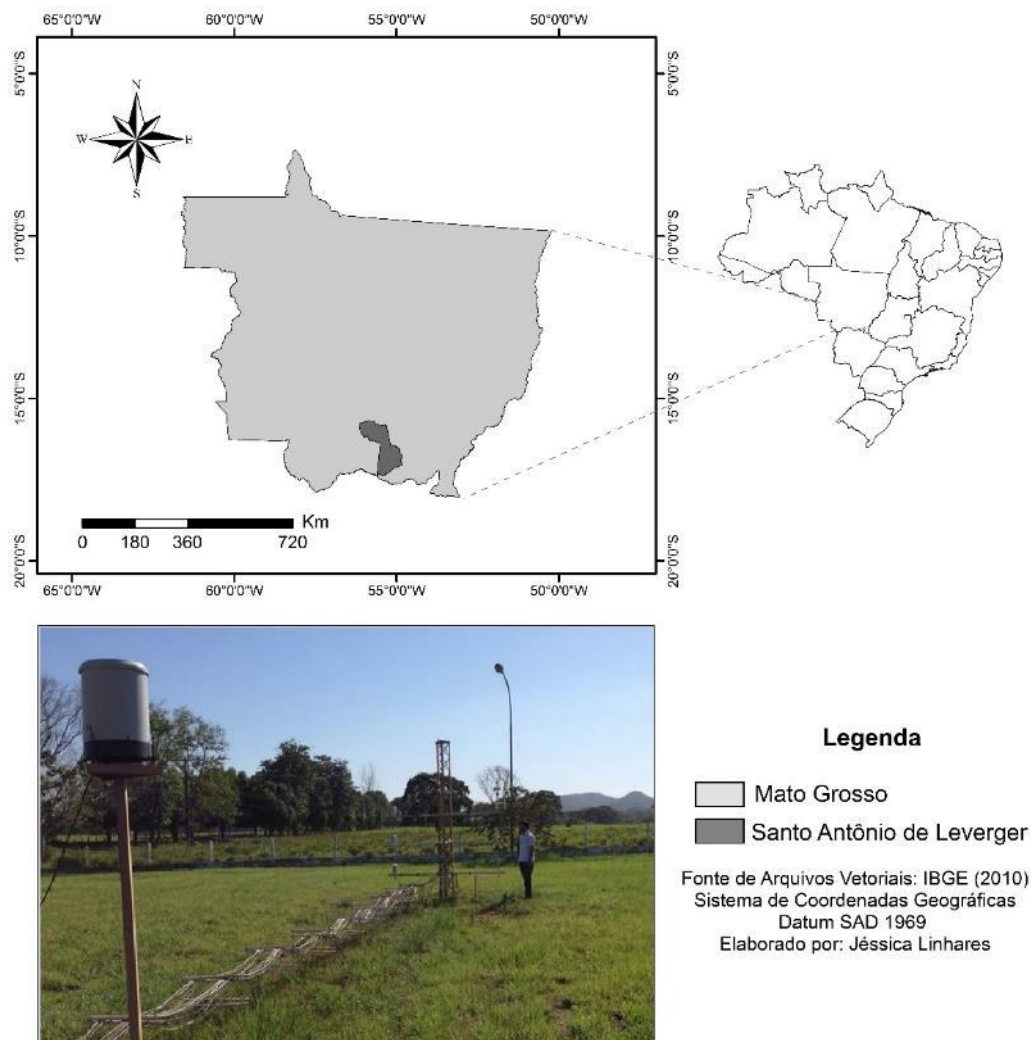 65°0'0"W 60°0'0"W 55°0'0"W 50°0'0"W
5°0'0"S
5°0'0"S
N
W
E
S
10°0'0"S
10°0'0"S
15°0'0"S
15°0'0"S
Km
0 180 360 720
20°0'0"S
20°0'0"S
65°0'0"W 60°0'0"W 55°0'0"W 50°0'0"W
Legenda
Mato Grosso
Santo Antônio de Leverger
Fonte de Arquivos Vetoriais: IBGE (2010)
Sistema de Coordenadas Geográficas
Datum SAD 1969
Elaborado por: Jéssica Linhares